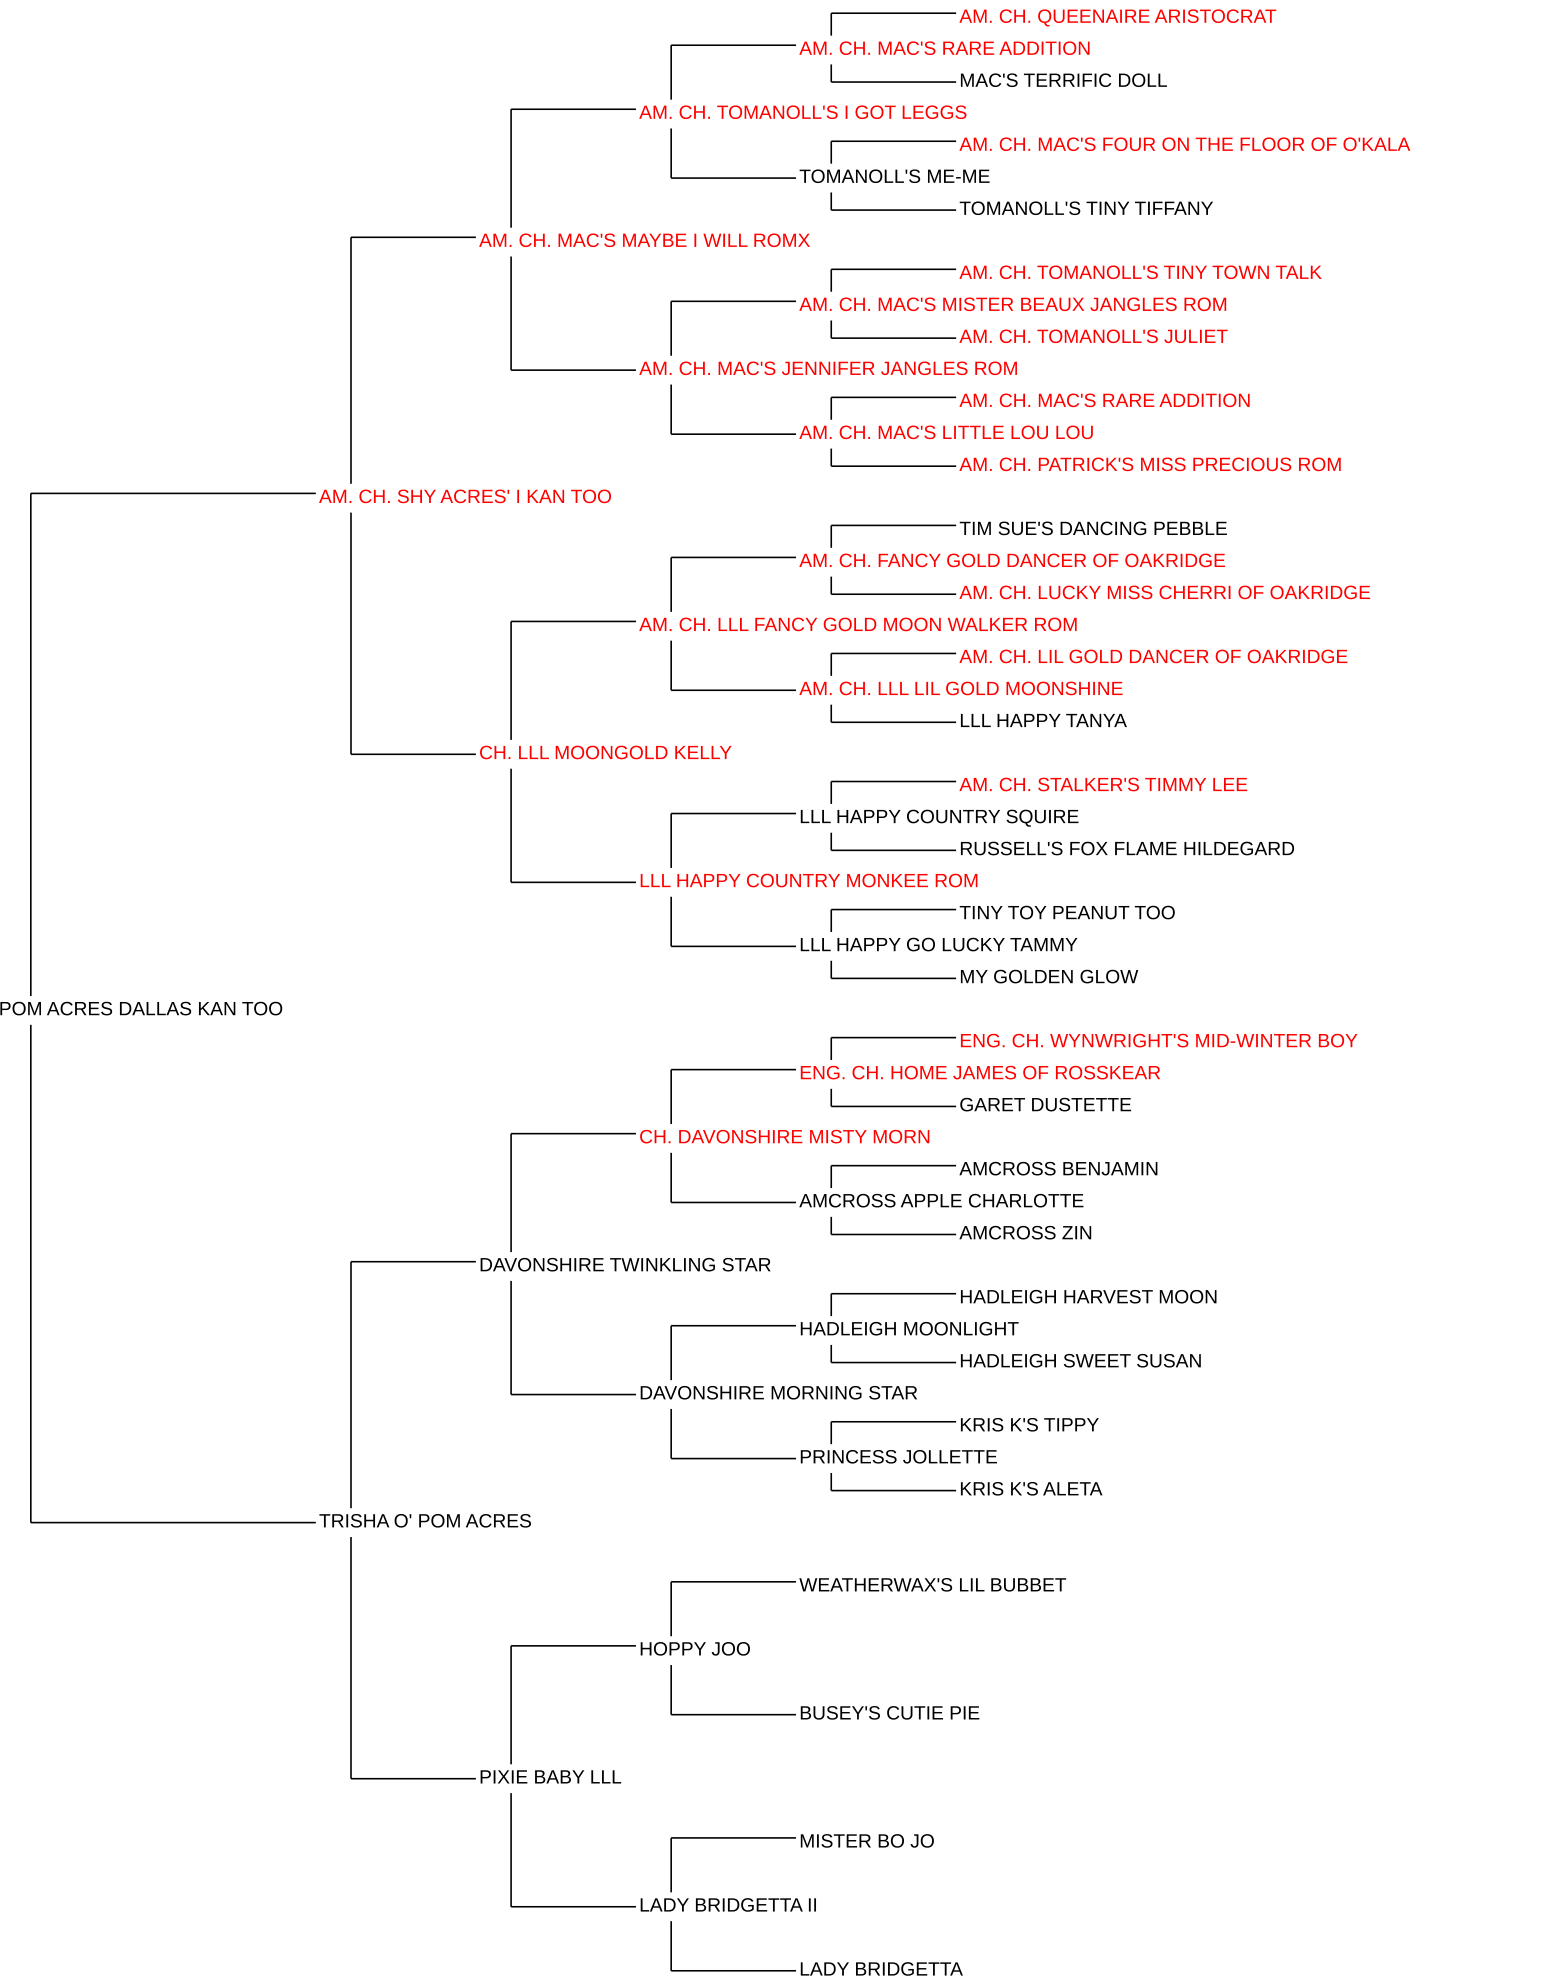 AM. CH. QUEENAIRE ARISTOCRAT
AM. CH. MAC'S RARE ADDITION
MAC'S TERRIFIC DOLL
AM. CH. TOMANOLL'S I GOT LEGGS
AM. CH. MAC'S FOUR ON THE FLOOR OF O'KALA
TOMANOLL'S ME-ME
TOMANOLL'S TINY TIFFANY
AM. CH. MAC'S MAYBE I WILL ROMX
AM. CH. TOMANOLL'S TINY TOWN TALK
AM. CH. MAC'S MISTER BEAUX JANGLES ROM
AM. CH. TOMANOLL'S JULIET
AM. CH. MAC'S JENNIFER JANGLES ROM
AM. CH. MAC'S RARE ADDITION
AM. CH. MAC'S LITTLE LOU LOU
AM. CH. PATRICK'S MISS PRECIOUS ROM
AM. CH. SHY ACRES' I KAN TOO
TIM SUE'S DANCING PEBBLE
AM. CH. FANCY GOLD DANCER OF OAKRIDGE
AM. CH. LUCKY MISS CHERRI OF OAKRIDGE
AM. CH. LLL FANCY GOLD MOON WALKER ROM
AM. CH. LIL GOLD DANCER OF OAKRIDGE
AM. CH. LLL LIL GOLD MOONSHINE
LLL HAPPY TANYA
CH. LLL MOONGOLD KELLY
AM. CH. STALKER'S TIMMY LEE
LLL HAPPY COUNTRY SQUIRE
RUSSELL'S FOX FLAME HILDEGARD
LLL HAPPY COUNTRY MONKEE ROM
TINY TOY PEANUT TOO
LLL HAPPY GO LUCKY TAMMY
MY GOLDEN GLOW
POM ACRES DALLAS KAN TOO
ENG. CH. WYNWRIGHT'S MID-WINTER BOY
ENG. CH. HOME JAMES OF ROSSKEAR
GARET DUSTETTE
CH. DAVONSHIRE MISTY MORN
AMCROSS BENJAMIN
AMCROSS APPLE CHARLOTTE
AMCROSS ZIN
DAVONSHIRE TWINKLING STAR
HADLEIGH HARVEST MOON
HADLEIGH MOONLIGHT
HADLEIGH SWEET SUSAN
DAVONSHIRE MORNING STAR
KRIS K'S TIPPY
PRINCESS JOLLETTE
KRIS K'S ALETA
TRISHA O' POM ACRES
WEATHERWAX'S LIL BUBBET
HOPPY JOO
BUSEY'S CUTIE PIE
PIXIE BABY LLL
MISTER BO JO
LADY BRIDGETTA II
LADY BRIDGETTA